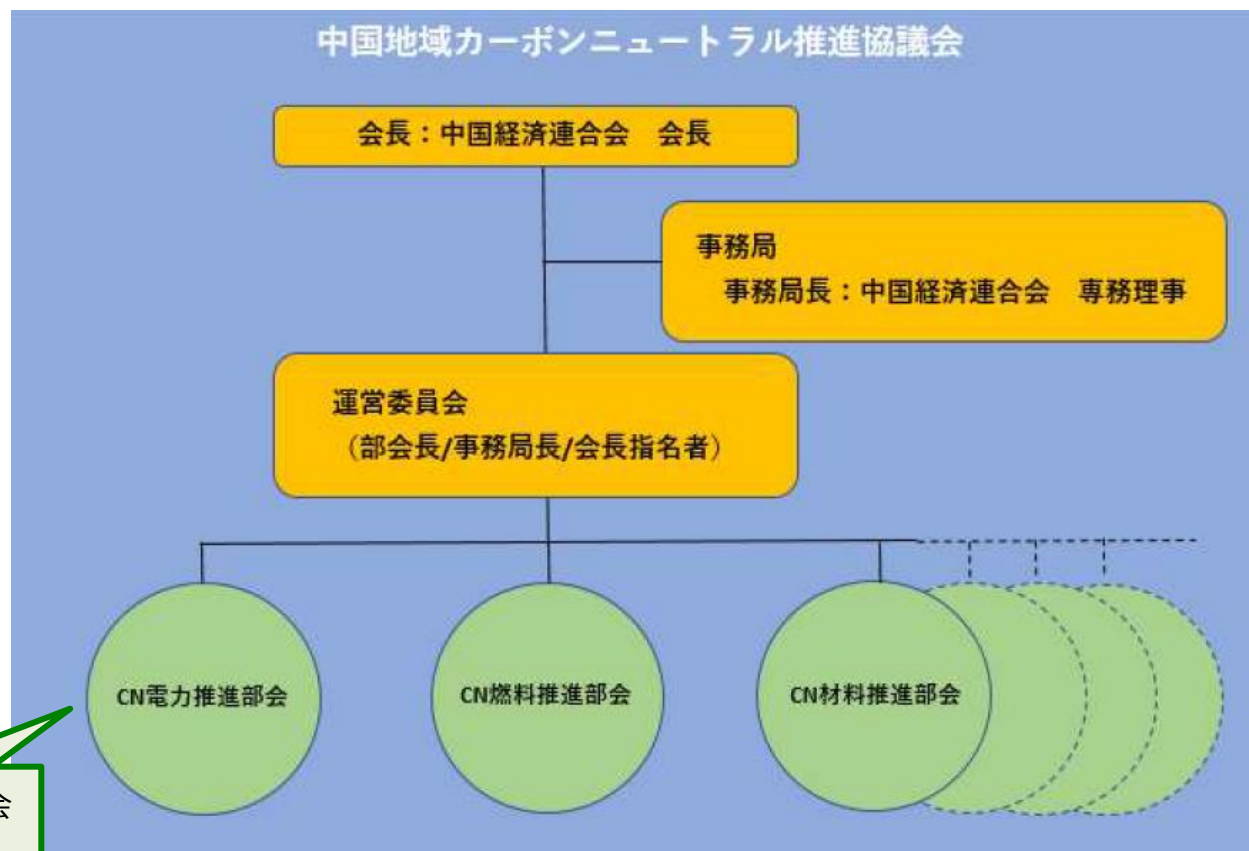 中国地域カーボンニュートラル推進協議会
会長：中国経済連合会　会長
事務局
事務局長：中国経済連合会　専務理事
運営委員会
（部会長/事務局長/会長指名者）
CN電力推進部会
CN燃料推進部会
CN材料推進部会
会